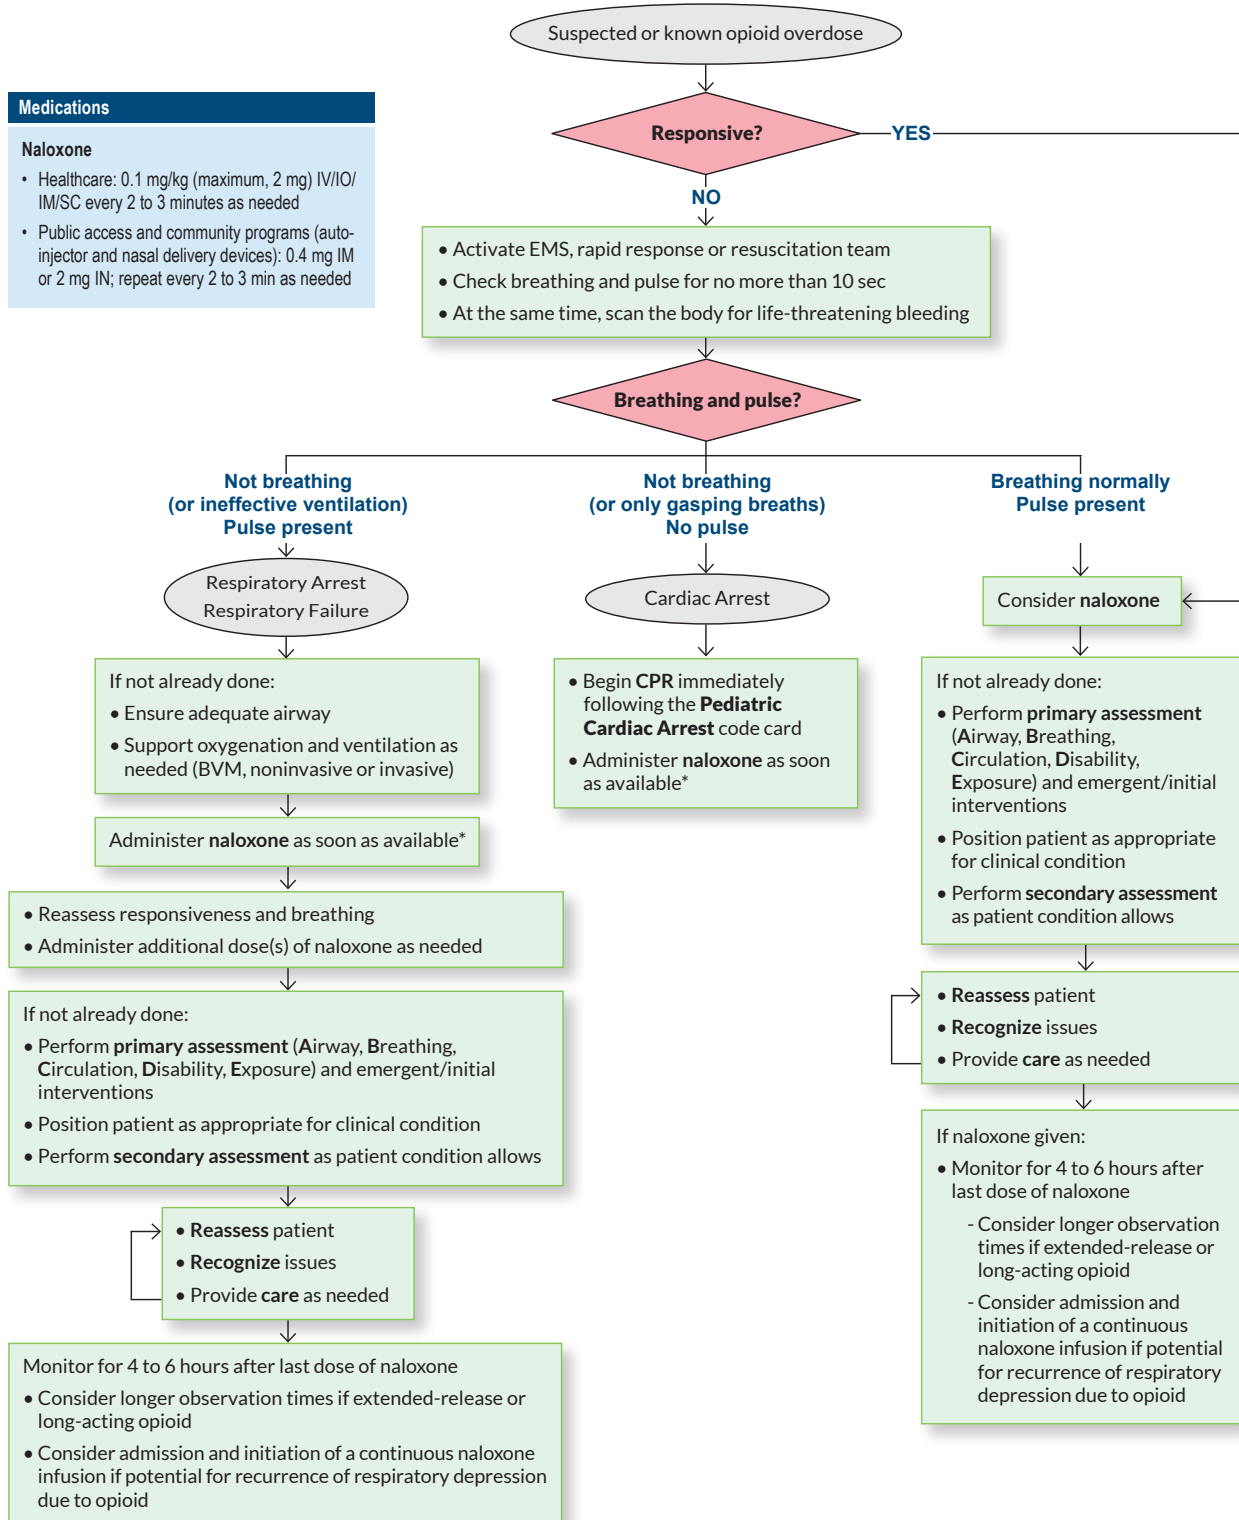 Suspected or known opioid overdose
Medications
Naloxone
• Healthcare: 0.1 mg/kg (maximum, 2 mg) IV/IO/
IM/SC every 2 to 3 minutes as needed
• Public access and community programs (auto-
injector and nasal delivery devices): 0.4 mg IM
or 2 mg IN; repeat every 2 to 3 min as needed
Responsive?
YES
NO
• Activate EMS, rapid response or resuscitation team
• Check breathing and pulse for no more than 10 sec
• At the same time, scan the body for life-threatening bleeding
Breathing and pulse?
Not breathing
(or ineffective ventilation)
Pulse present
Respiratory Arrest
Respiratory Failure
If not already done:
• Ensure adequate airway
• Support oxygenation and ventilation as
needed (BVM, noninvasive or invasive)
Administer naloxone as soon as available*
• Reassess responsiveness and breathing
• Administer additional dose(s) of naloxone as needed
If not already done:
• Perform primary assessment (Airway, Breathing,
Circulation, Disability, Exposure) and emergent/initial
interventions
• Position patient as appropriate for clinical condition
• Perform secondary assessment as patient condition allows
• Reassess patient
• Recognize issues
• Provide care as needed
Monitor for 4 to 6 hours after last dose of naloxone
• Consider longer observation times if extended-release or
long-acting opioid
• Consider admission and initiation of a continuous naloxone
infusion if potential for recurrence of respiratory depression
due to opioid
Not breathing
(or only gasping breaths)
No pulse
Cardiac Arrest
• Begin CPR immediately
following the Pediatric
Cardiac Arrest code card
• Administer naloxone as soon
as available*
Breathing normally
Pulse present
Consider naloxone
If not already done:
• Perform primary assessment
(Airway, Breathing,
Circulation, Disability,
Exposure) and emergent/initial
interventions
• Position patient as appropriate
for clinical condition
• Perform secondary assessment
as patient condition allows
• Reassess patient
• Recognize issues
• Provide care as needed
If naloxone given:
• Monitor for 4 to 6 hours after
last dose of naloxone
- Consider longer observation
times if extended-release or
long-acting opioid
- Consider admission and
initiation of a continuous
naloxone infusion if potential
for recurrence of respiratory
depression due to opioid